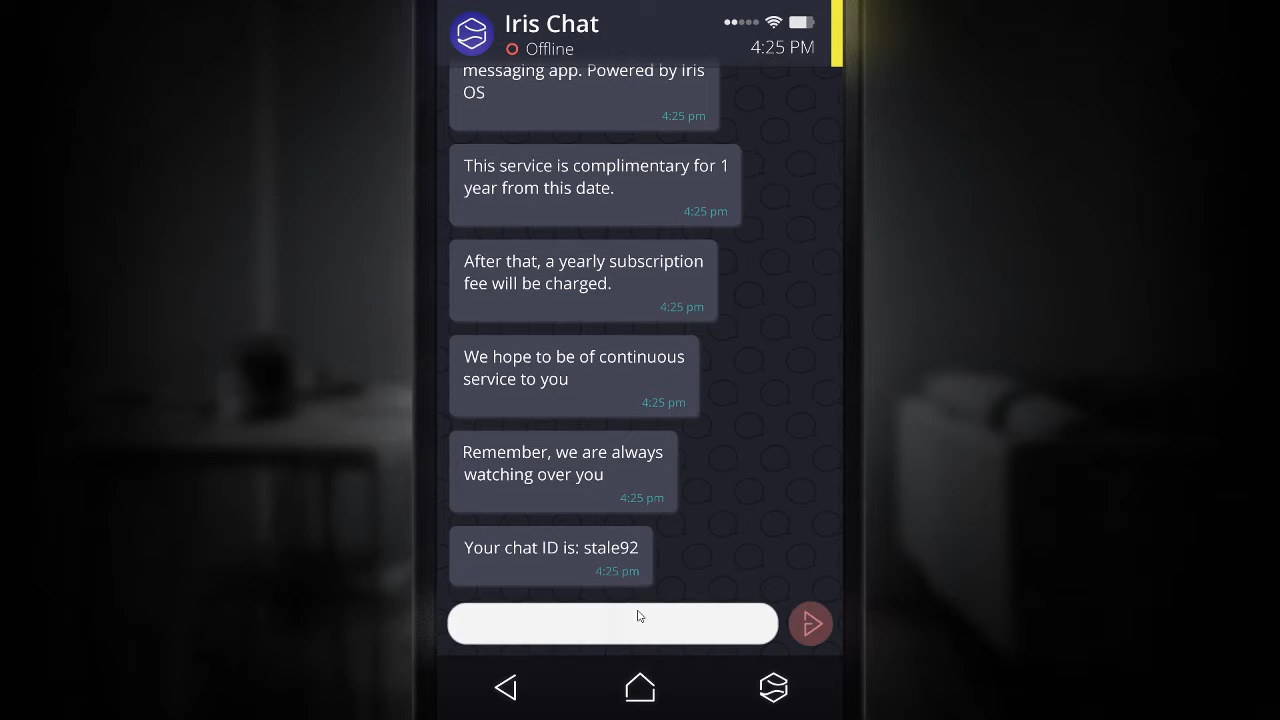 Iris Chat
Offline
4:25 PM
messaging app. Powered by Iris
OS
4:25 pm
This service is complimentary for 1
year from this date.
4:25 pm
After that, a yearly subscription
fee will be charged.
4:25 pm
We hope to be of continuous
service to you
4:25 pm
Remember, we are always
watching over you
4:25 pm
Your chat ID is: stale92
4:25 pm